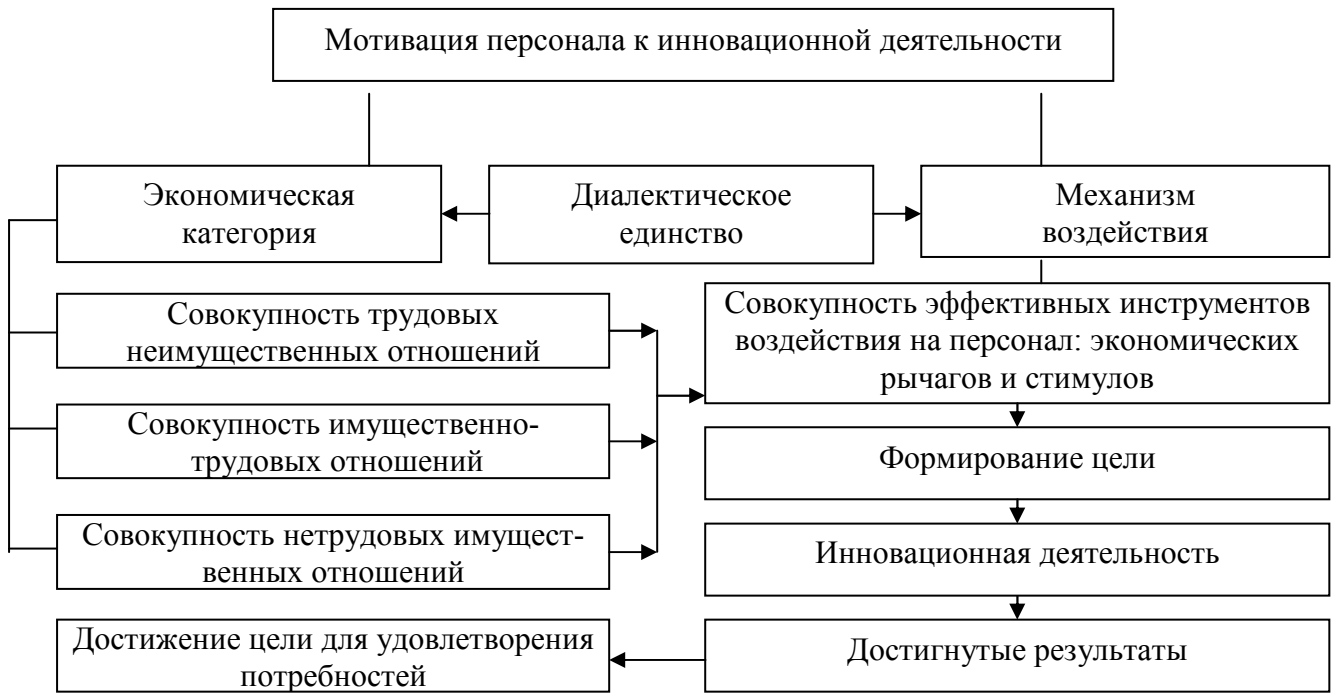 Мотивация персонала к инновационной деятельности
Экономическая
категория
Диалектическое
единство
Механизм
воздействия
Совокупность трудовых
неимущественных отношений
Совокупность эффективных инструментов
воздействия на персонал: экономических
рычагов и стимулов
Совокупность имущественно-
трудовых отношений
Формирование цели
Совокупность нетрудовых имущест-
венных отношений
Инновационная деятельность
Достижение цели для удовлетворения
потребностей
Достигнутые результаты